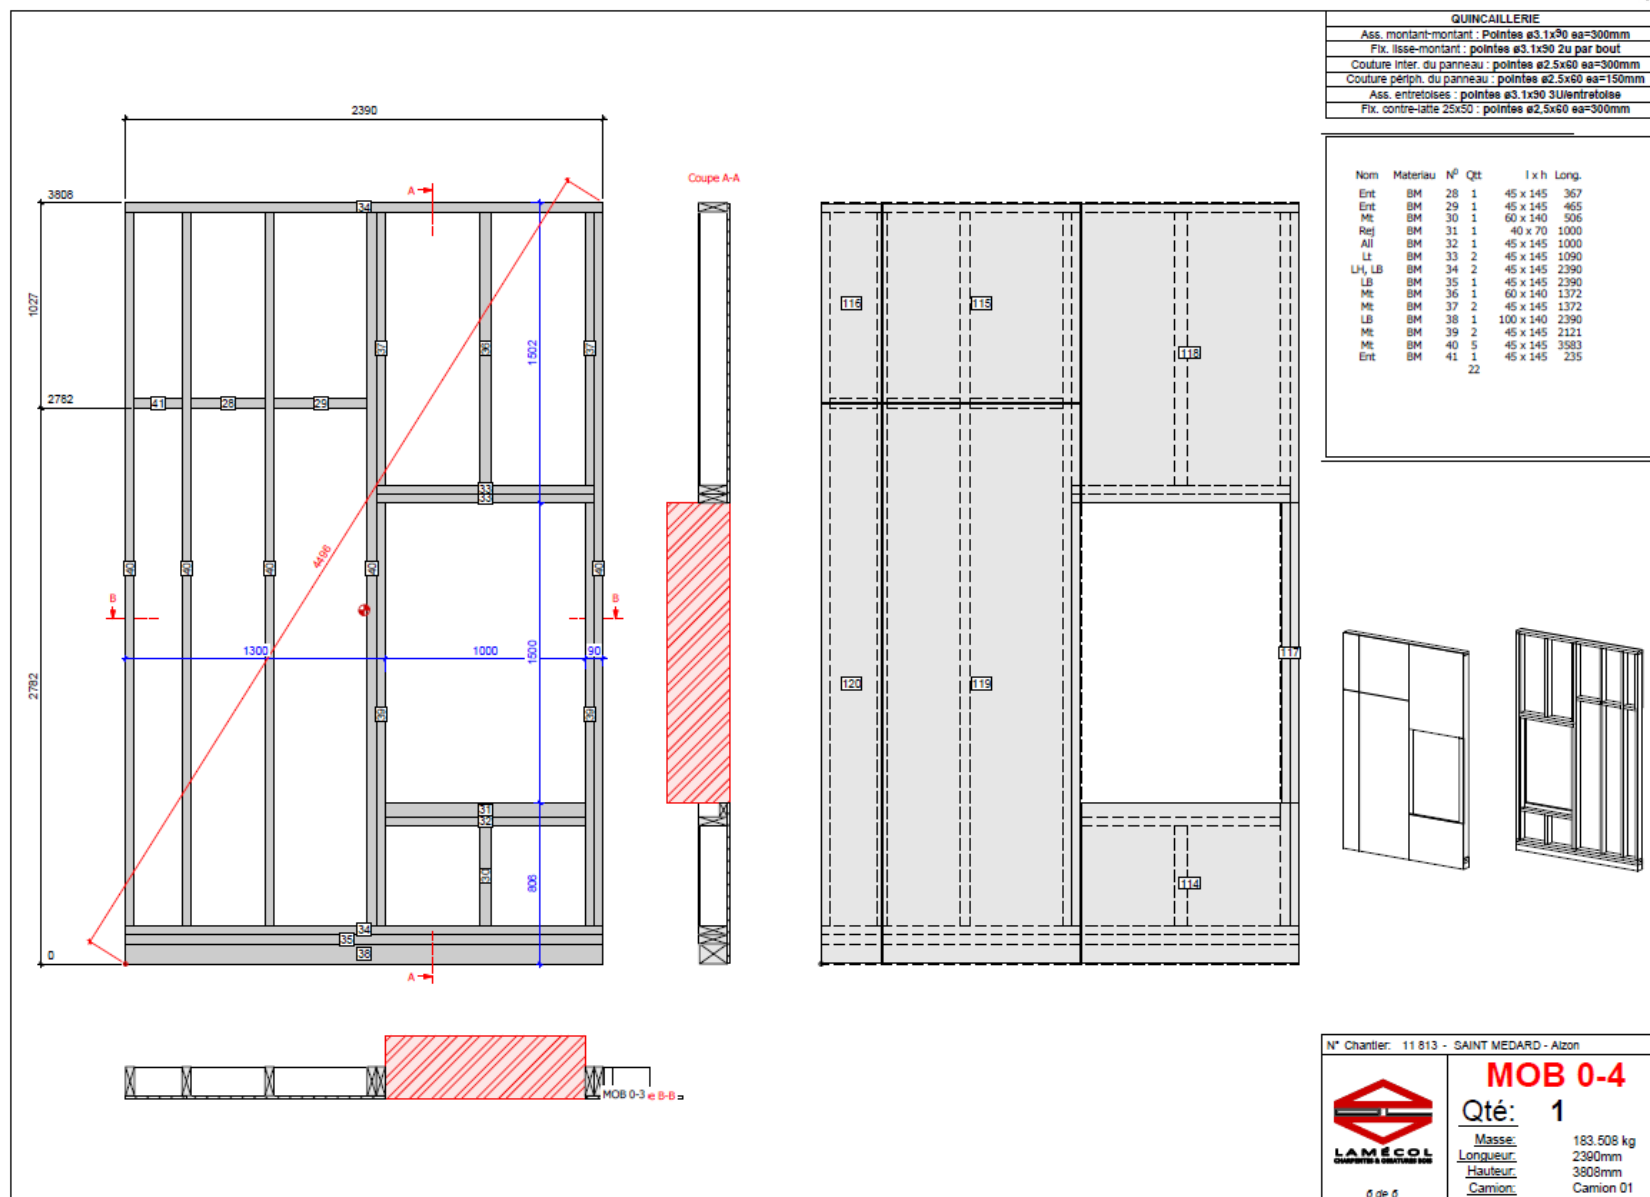 QUINCAILLERIE
Ass. montant-montant : Pointes ø3.1x90 ea=300mm
Fix. lisse-montant : pointes ø3.1x90 2u par bout
Couture inter. du panneau : pointes ø2.5x60 ea=300mm
Couture périph. du panneau : pointes ø2.5x60 ea=150mm
Ass. entretoises : pointes ø3.1x90 3U/entretoise
Fix. contre-latte 25x50 : pointes ø2,5x60 ea=300mm
Nom Materiau N° Qtt l x h Long.
Ent BM 28 1 45 x 145 367
Ent BM 29 1 45 x 145 465
Mt BM 30 1 60 x 140 506
Rej BM 31 1 40 x 70 1000
All BM 32 1 45 x 145 1000
Lt BM 33 2 45 x 145 1090
LH, LB BM 34 2 45 x 145 2390
LB BM 35 1 45 x 145 2390
Mt BM 36 1 60 x 140 1372
Mt BM 37 2 45 x 145 1372
LB BM 38 1 100 x 140 2390
Mt BM 39 2 45 x 145 2121
Mt BM 40 5 45 x 145 3583
Ent BM 41 1 45 x 145 235
22
2390
3808
A
34
1027
37
36
37
1502
2782
41
28
29
33
33
4496
40
40
40
40
40
B
B
1300
1000
1500
90
2782
39
39
31
32
30
806
34
35
38
0
A
Coupe A-A
116
115
118
120
119
117
114
MOB 0-3
e B-B
N° Chantier: 11 813 - SAINT MEDARD - Alzon
MOB 0-4
Qté: 1
Masse: 183.508 kg
Longueur: 2390mm
Hauteur: 3808mm
Camion: Camion 01
LAMÉCOL
CHARPENTES & OSSATURES BOIS
6 de 6